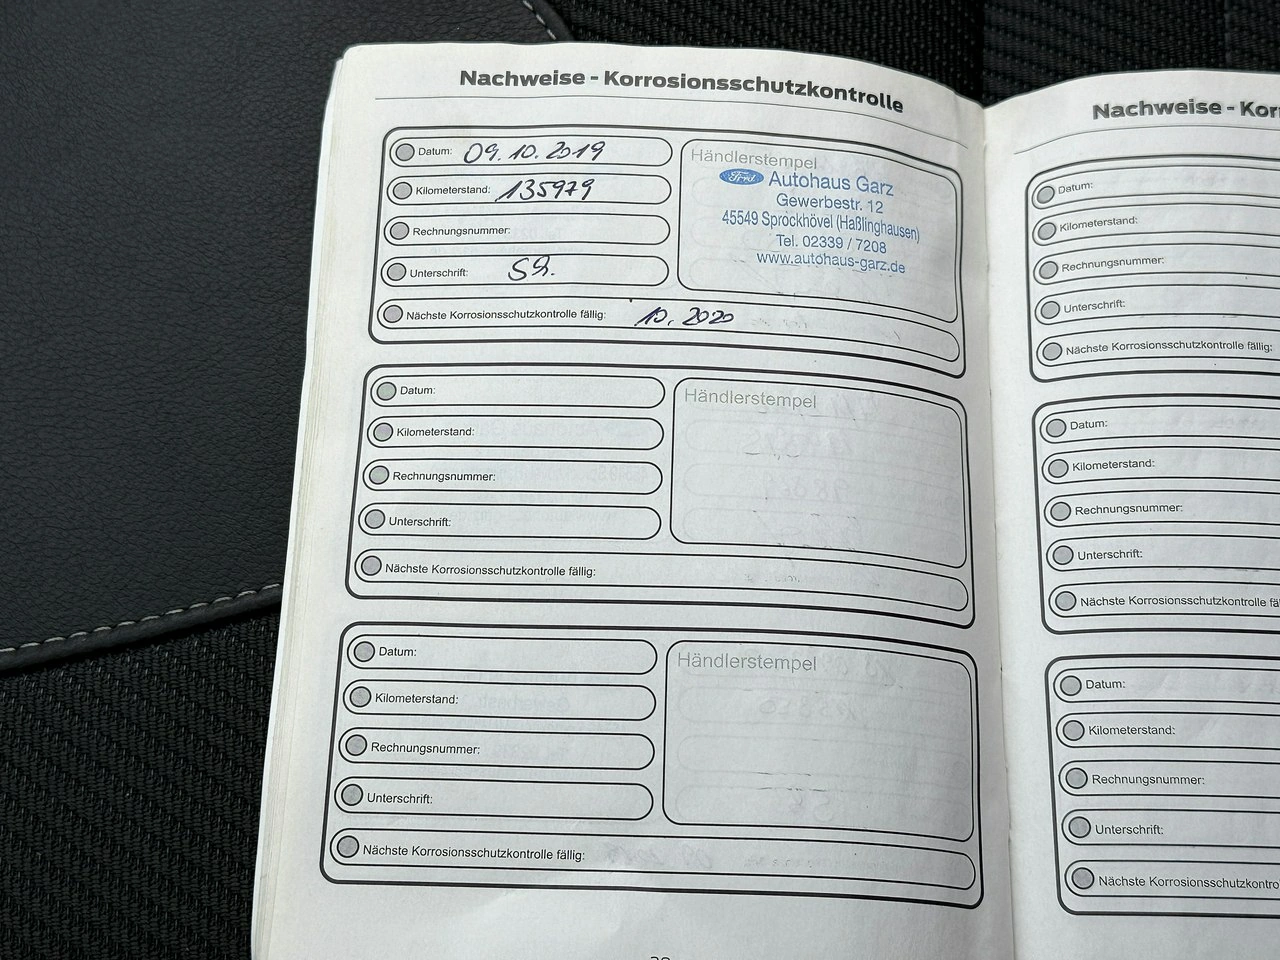 Nachweise - Korrosionsschutzkontrolle
Datum: 09.10.2019
Kilometerstand: 135979
Rechnungsnummer:
Unterschrift:
Nächste Korrosionsschutzkontrolle fällig: 10.2020
Händlerstempel
Ford Autohaus Garz
Gewerbestr. 12
45549 Sprockhövel (Haßlinghausen)
Tel. 02339 / 7208
www.autohaus-garz.de
Datum:
Kilometerstand:
Rechnungsnummer:
Unterschrift:
Nächste Korrosionsschutzkontrolle fällig:
Händlerstempel
Datum:
Kilometerstand:
Rechnungsnummer:
Unterschrift:
Nächste Korrosionsschutzkontrolle fällig:
Händlerstempel
Nachweise - Kor
Datum:
Kilometerstand:
Rechnungsnummer:
Unterschrift:
Nächste Korrosionsschutzkontrolle fällig:
Datum:
Kilometerstand:
Rechnungsnummer:
Unterschrift:
Nächste Korrosionsschutzkontrolle fä
Datum:
Kilometerstand:
Rechnungsnummer:
Unterschrift:
Nächste Korrosionsschutzkontro